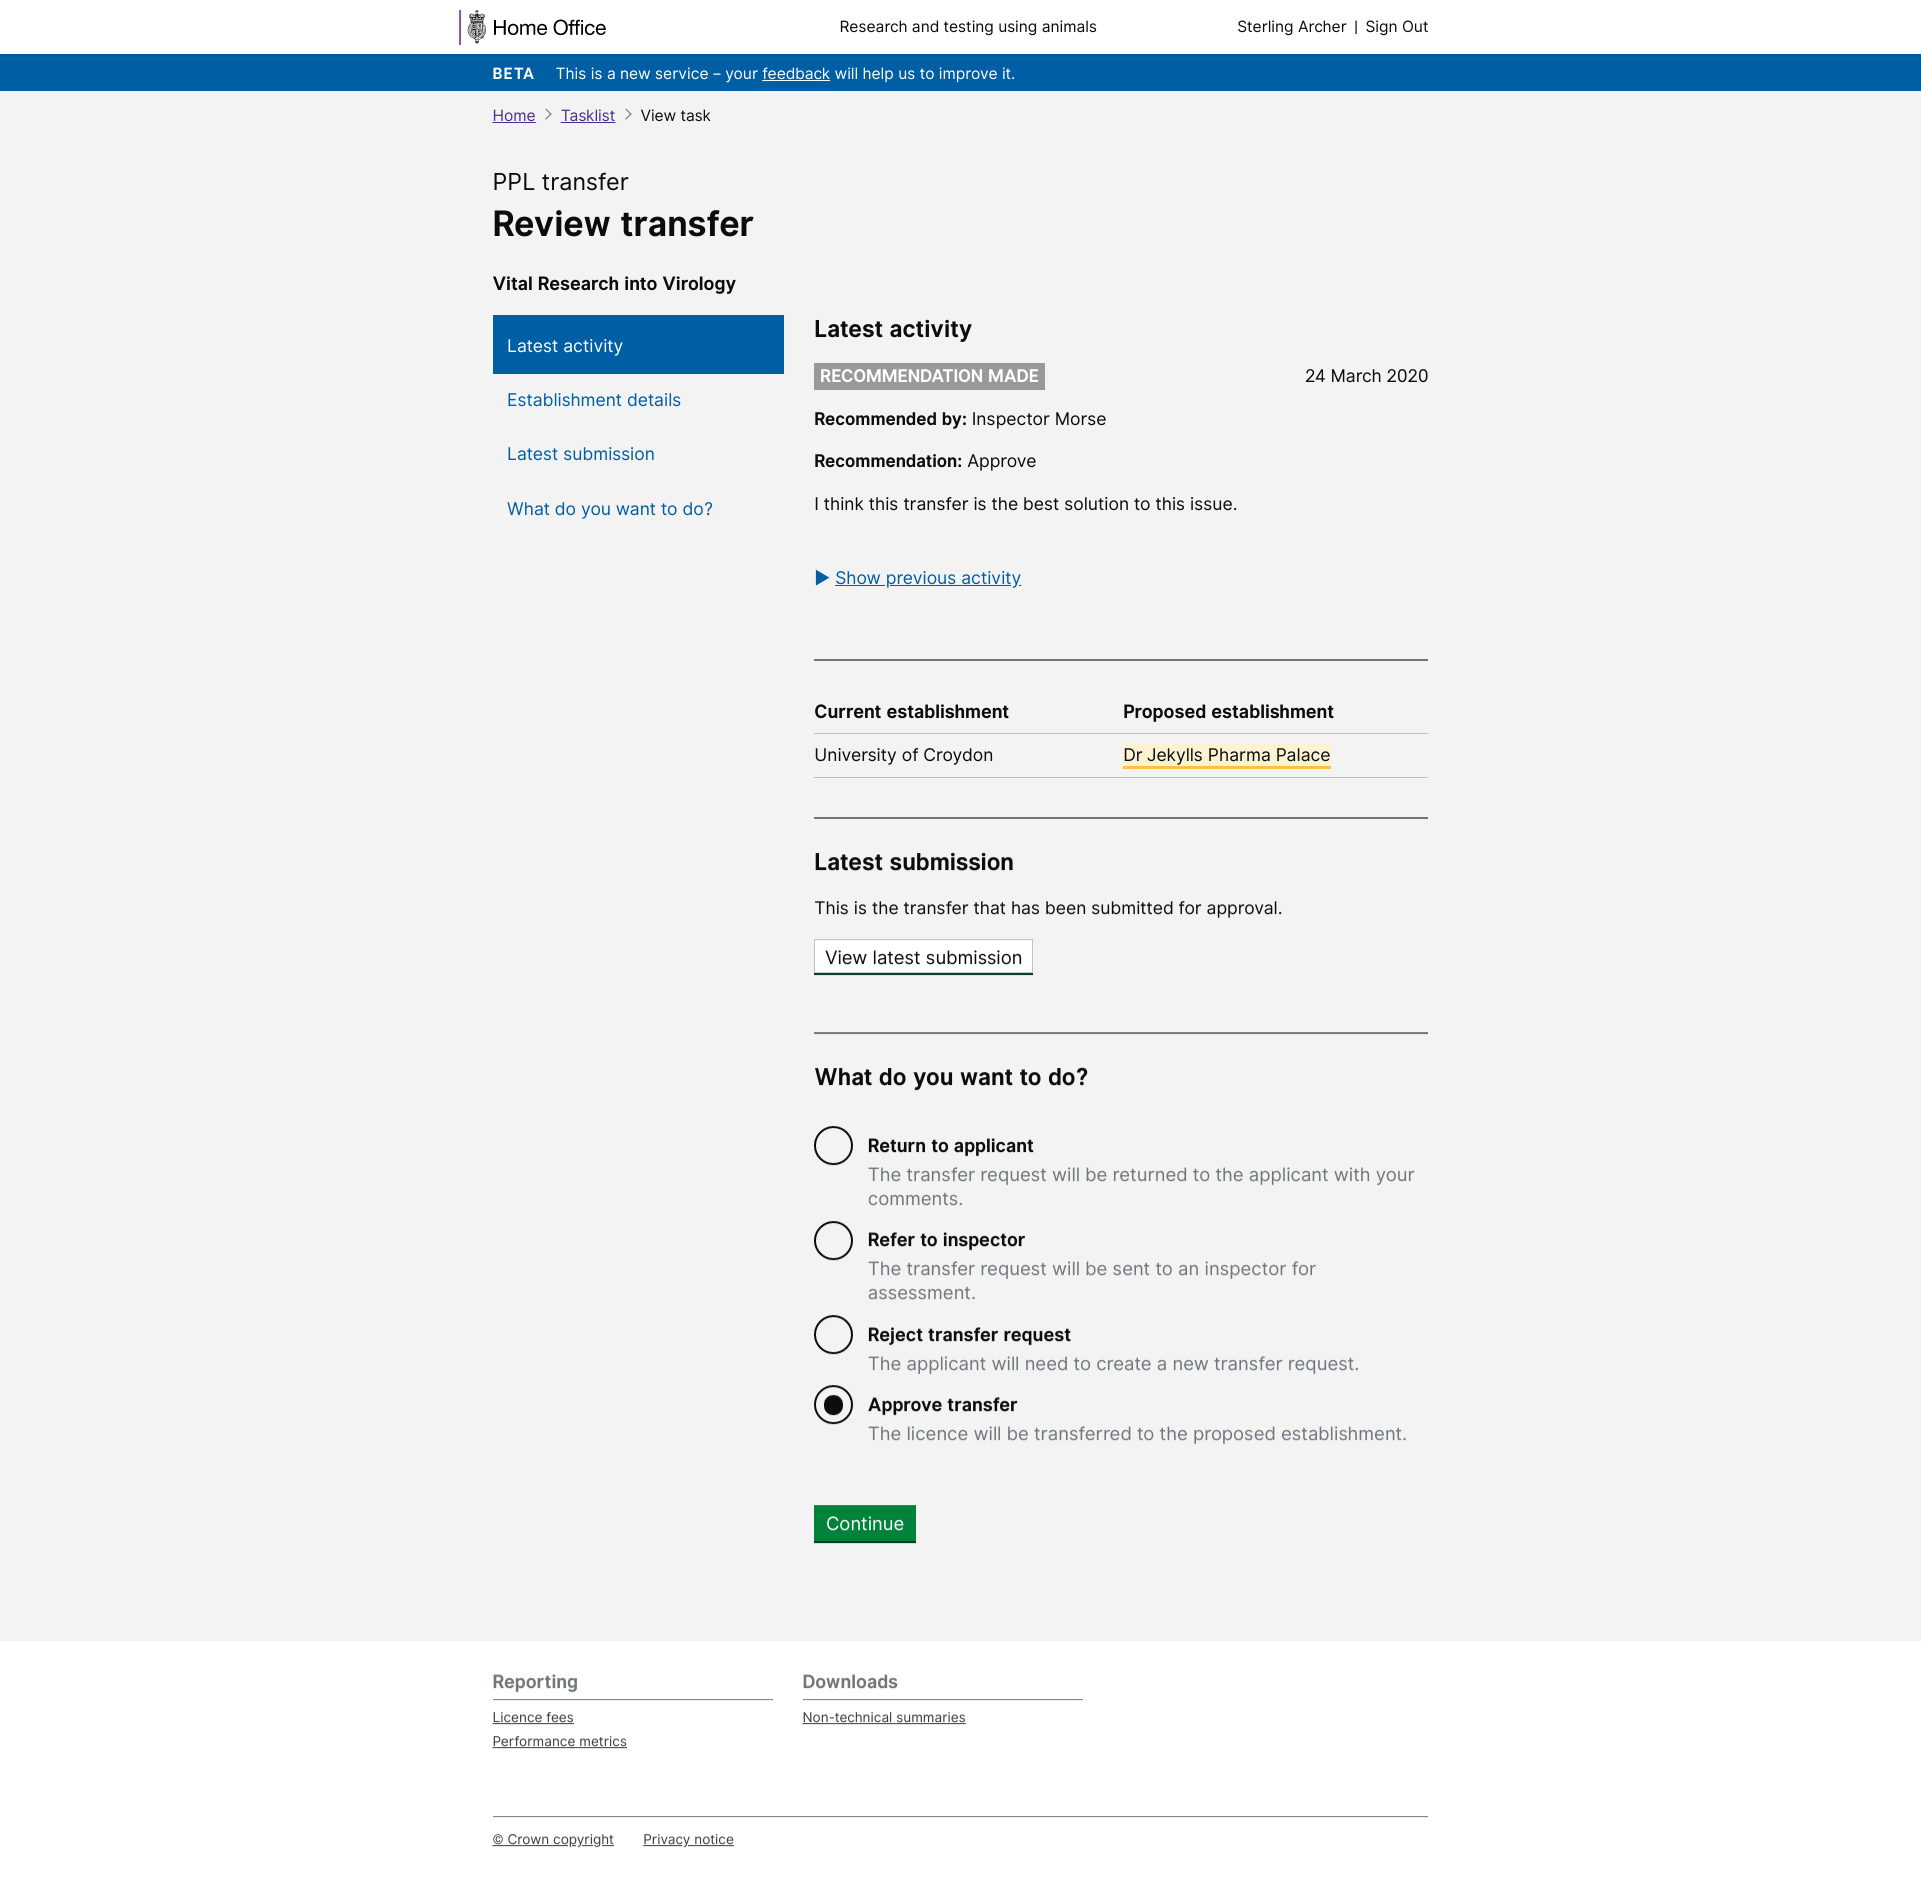 Home Office
Research and testing using animals
Sterling Archer | Sign Out
BETA This is a new service – your feedback will help us to improve it.
Home > Tasklist > View task
PPL transfer
Review transfer
Vital Research into Virology
Latest activity
Establishment details
Latest submission
What do you want to do?
Latest activity
RECOMMENDATION MADE 24 March 2020
Recommended by: Inspector Morse
Recommendation: Approve
I think this transfer is the best solution to this issue.
▶ Show previous activity
Current establishment Proposed establishment
University of Croydon Dr Jekylls Pharma Palace
Latest submission
This is the transfer that has been submitted for approval.
View latest submission
What do you want to do?
Return to applicant
The transfer request will be returned to the applicant with your
comments.
Refer to inspector
The transfer request will be sent to an inspector for
assessment.
Reject transfer request
The applicant will need to create a new transfer request.
Approve transfer
The licence will be transferred to the proposed establishment.
Continue
Reporting
Licence fees
Performance metrics
Downloads
Non-technical summaries
© Crown copyright Privacy notice